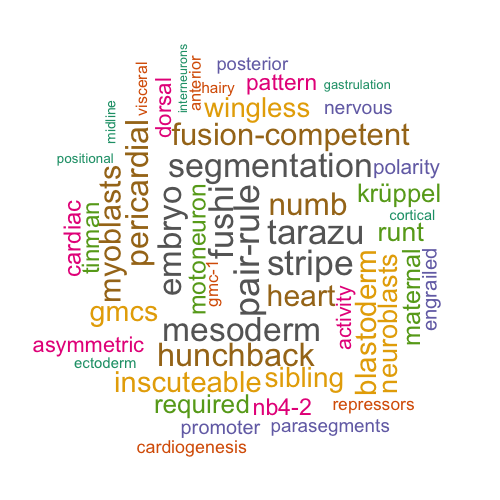 interneurons
posterior
visceral
anterior
hairy
pattern
gastrulation
dorsal
wingless
nervous
midline
fusion-competent
positional
segmentation
polarity
pericardial
myoblasts
embryo
motoneuron
fushi
pair-rule
numb
krüppel
cortical
cardiac
tinman
tarazu
runt
gmc-1
stripe
maternal
engrailed
heart
blastoderm
neuroblasts
activity
gmcs
mesoderm
asymmetric
ectoderm
hunchback
inscuteable
sibling
required
nb4-2
repressors
promoter
parasegments
cardiogenesis